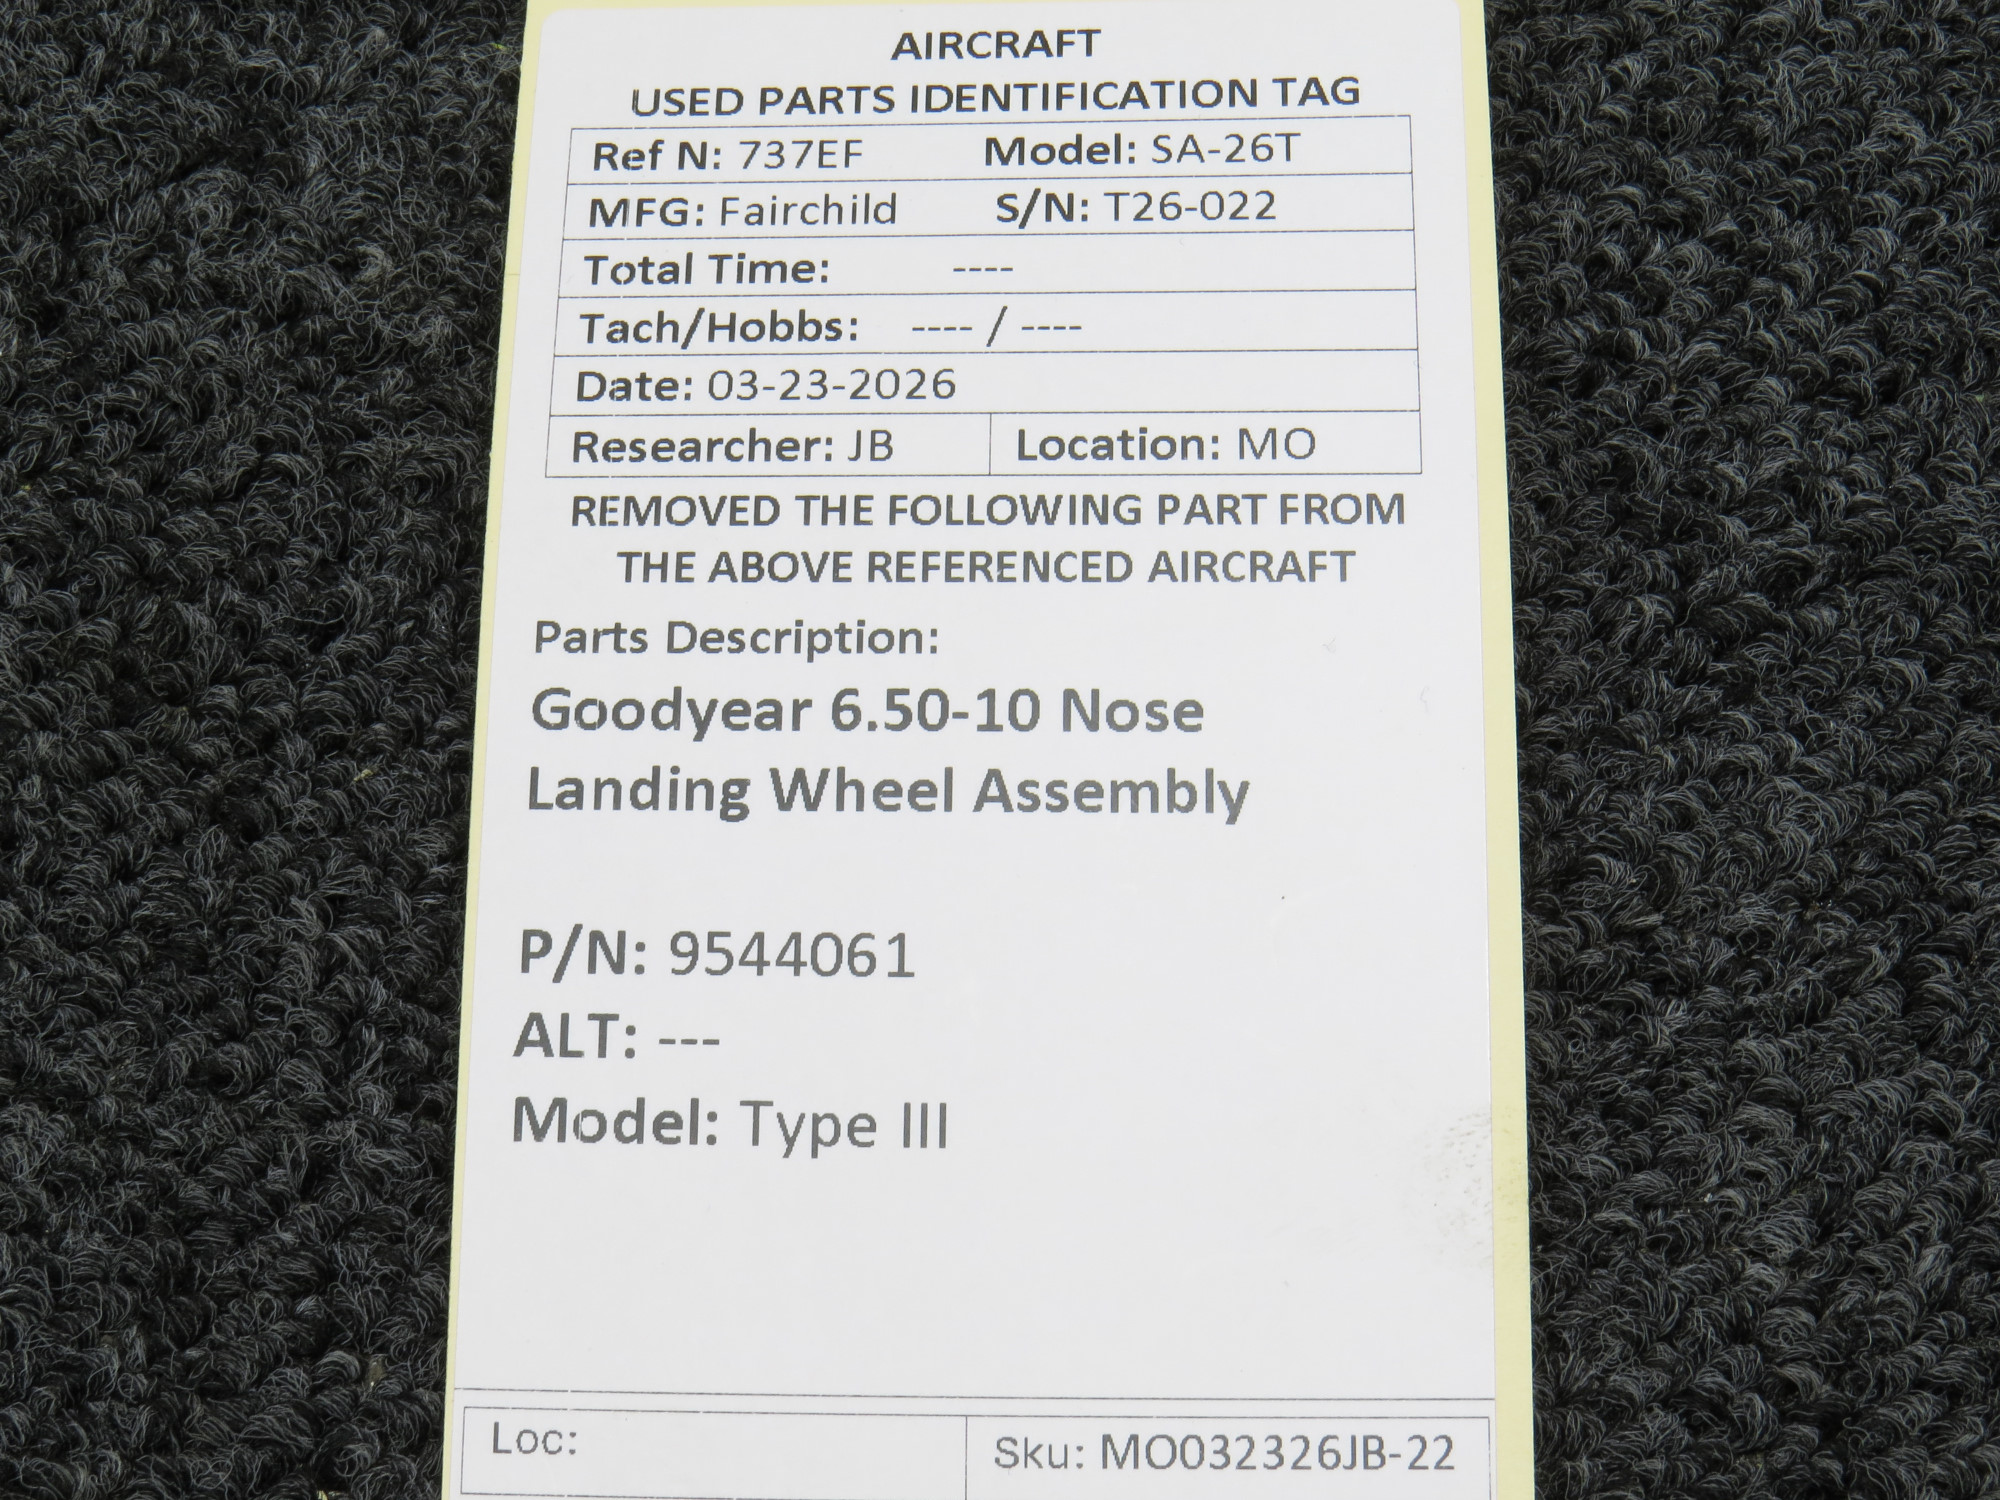 AIRCRAFT
USED PARTS IDENTIFICATION TAG
Ref N: 737EF Model: SA-26T
MFG: Fairchild S/N: T26-022
Total Time: ----
Tach/Hobbs: ---- / ----
Date: 03-23-2026
Researcher: JB Location: MO
REMOVED THE FOLLOWING PART FROM
THE ABOVE REFERENCED AIRCRAFT
Parts Description:
Goodyear 6.50-10 Nose
Landing Wheel Assembly
P/N: 9544061
ALT: ---
Model: Type III
Loc: Sku: MO032326JB-22